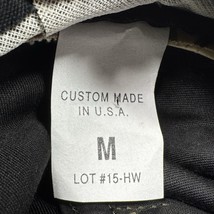 CUSTOM MADE
IN U.S.A.
M
LOT #15-HW